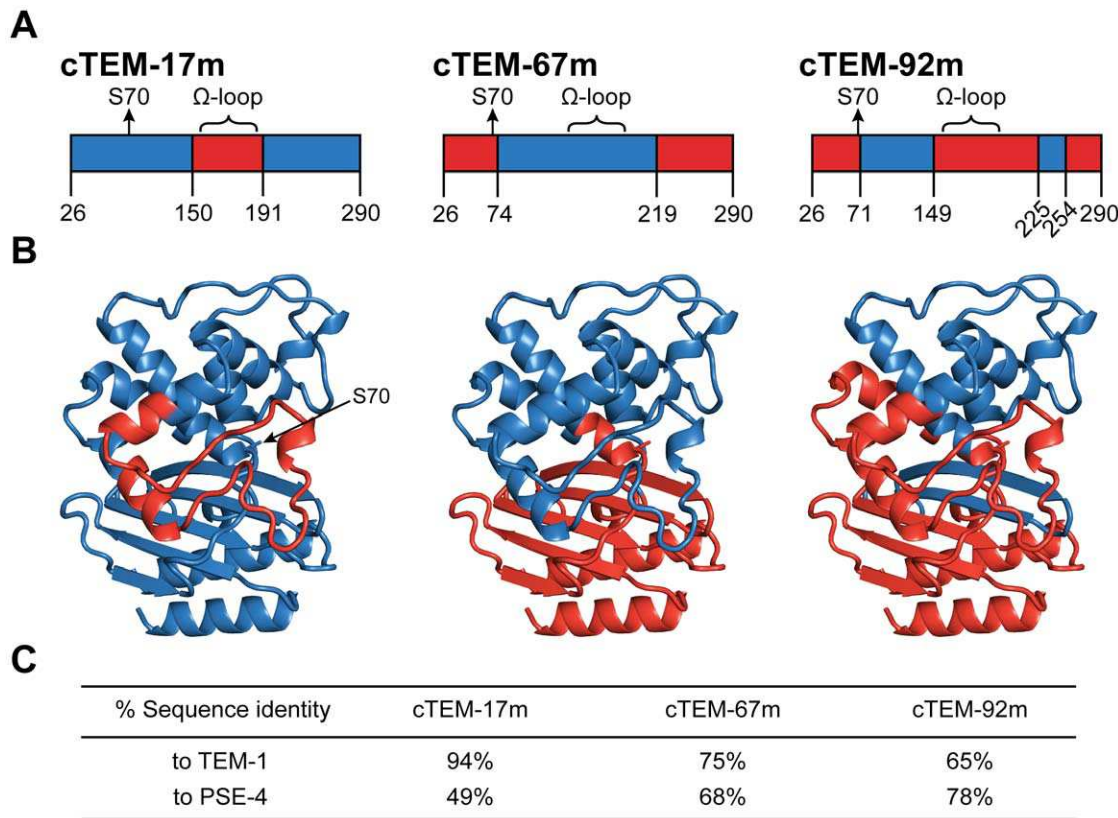 A
cTEM-17m cTEM-67m cTEM-92m
S70 Ω-loop S70 Ω-loop S70 Ω-loop
26 150 191 290 26 74 219 290 26 71 149 225 254 290
B
S70
C
% Sequence identity cTEM-17m cTEM-67m cTEM-92m
to TEM-1 94% 75% 65%
to PSE-4 49% 68% 78%